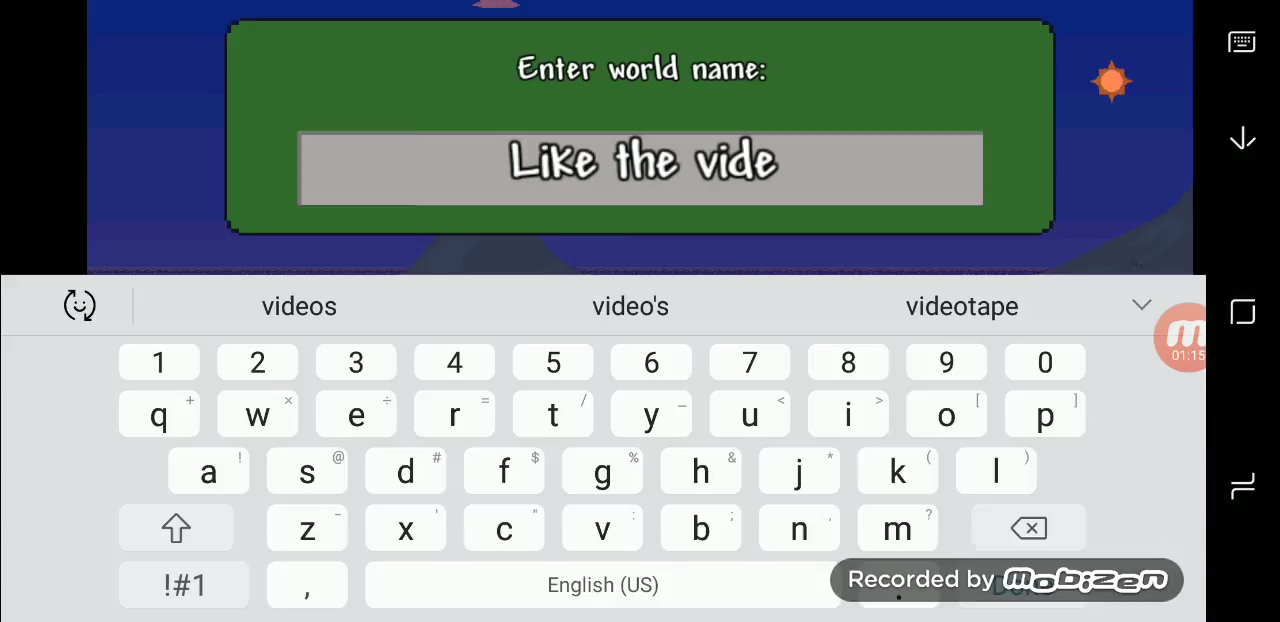 Enter world name:
Like the vide
videos video's videotape
01:15
1 2 3 4 5 6 7 8 9 0
q + w × e ÷ r = t / y _ u < i > o [ p ]
a ! s @ d # f $ g % h & j * k ( l )
z - x ' c " v : b ; n , m ?
!#1 , English (US) .
Recorded by mobizen